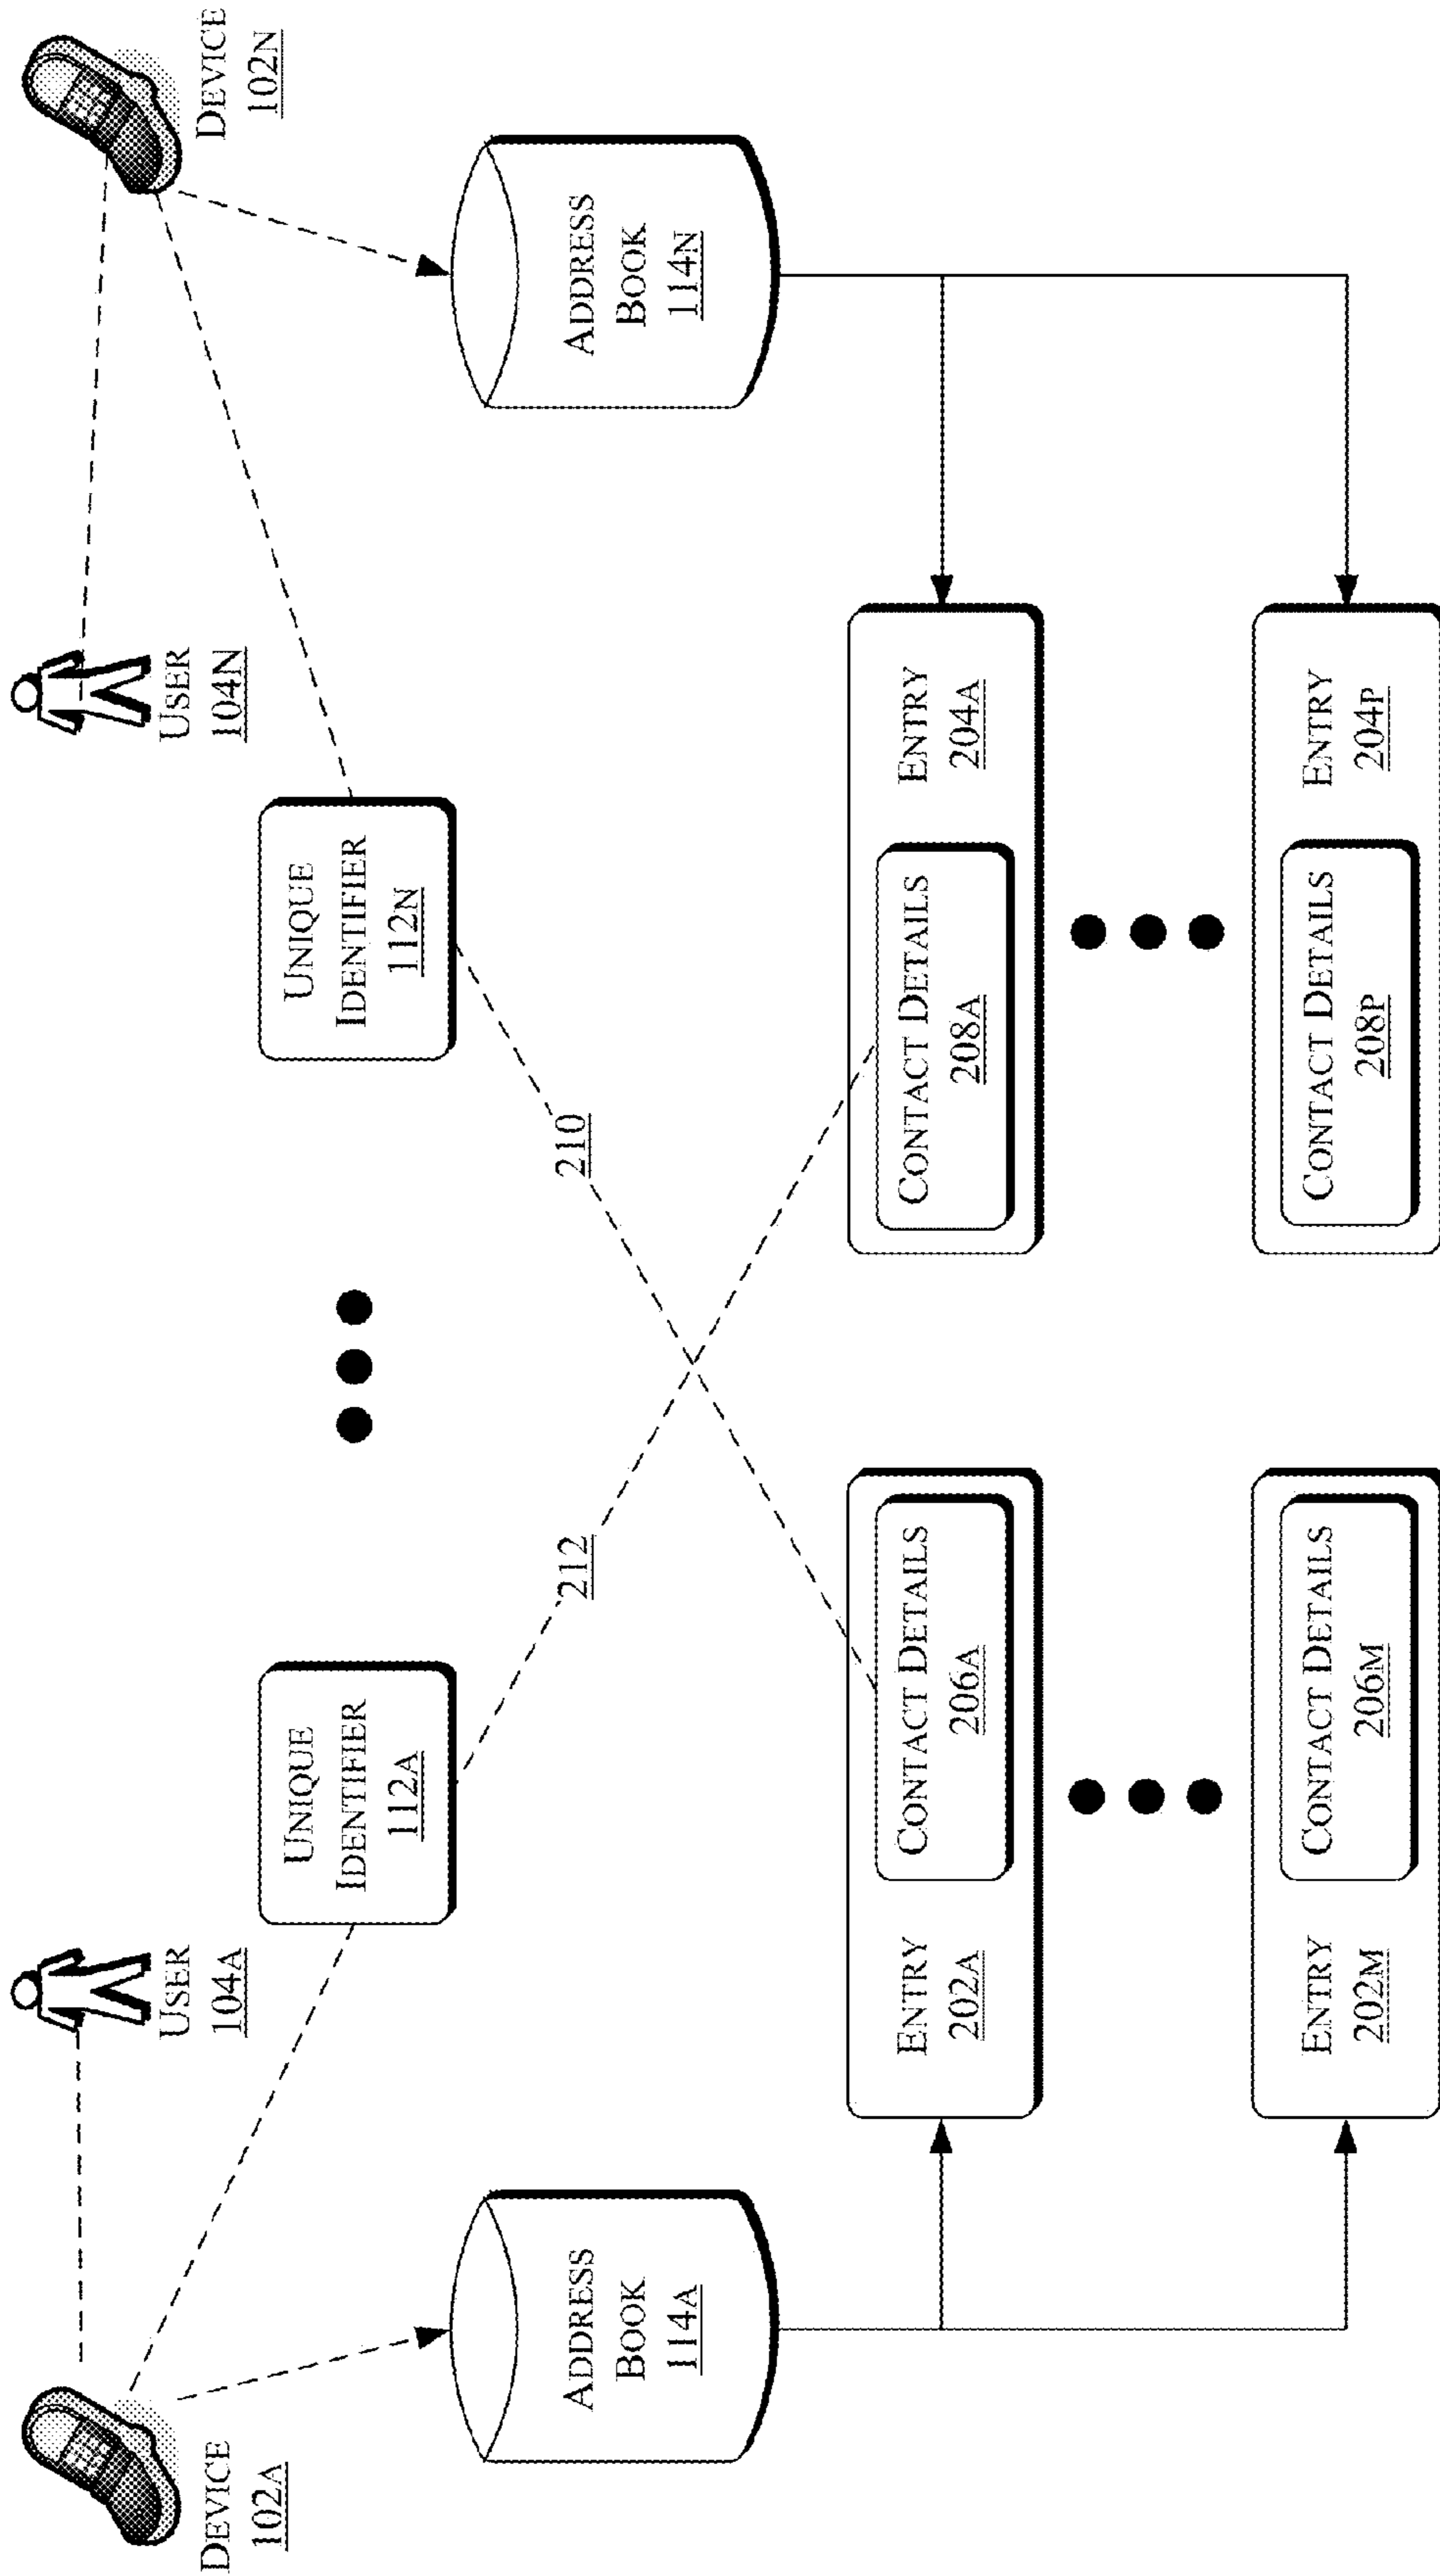 DEVICE
102A
USER
104A
USER
104N
DEVICE
102N
UNIQUE
IDENTIFIER
112A
UNIQUE
IDENTIFIER
112N
ADDRESS
BOOK
114A
212
210
ADDRESS
BOOK
114N
ENTRY
202A
CONTACT DETAILS
206A
CONTACT DETAILS
208A
ENTRY
204A
ENTRY
202M
CONTACT DETAILS
206M
CONTACT DETAILS
208P
ENTRY
204P